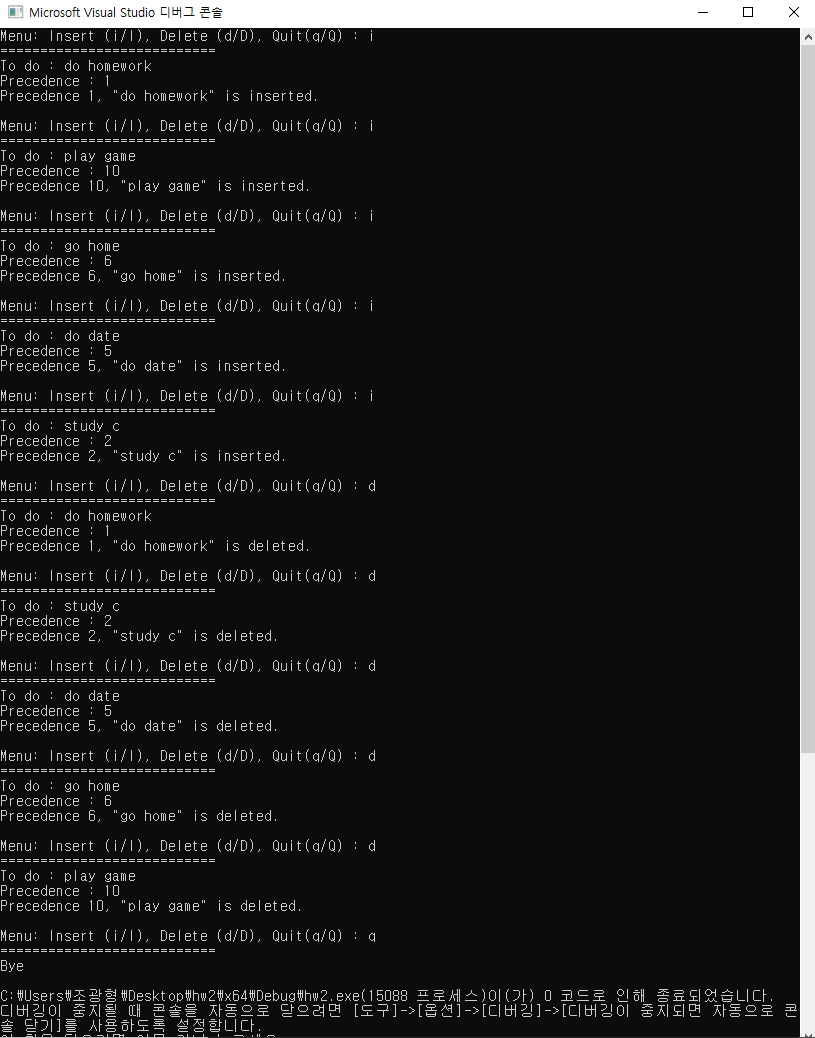 Microsoft Visual Studio 디버그 콘솔
Menu: Insert (i/I), Delete (d/D), Quit(q/Q) : i
===========================
To do : do homework
Precedence : 1
Precedence 1, "do homework" is inserted.
Menu: Insert (i/I), Delete (d/D), Quit(q/Q) : i
===========================
To do : play game
Precedence : 10
Precedence 10, "play game" is inserted.
Menu: Insert (i/I), Delete (d/D), Quit(q/Q) : i
===========================
To do : go home
Precedence : 6
Precedence 6, "go home" is inserted.
Menu: Insert (i/I), Delete (d/D), Quit(q/Q) : i
===========================
To do : do date
Precedence : 5
Precedence 5, "do date" is inserted.
Menu: Insert (i/I), Delete (d/D), Quit(q/Q) : i
===========================
To do : study c
Precedence : 2
Precedence 2, "study c" is inserted.
Menu: Insert (i/I), Delete (d/D), Quit(q/Q) : d
===========================
To do : do homework
Precedence : 1
Precedence 1, "do homework" is deleted.
Menu: Insert (i/I), Delete (d/D), Quit(q/Q) : d
===========================
To do : study c
Precedence : 2
Precedence 2, "study c" is deleted.
Menu: Insert (i/I), Delete (d/D), Quit(q/Q) : d
===========================
To do : do date
Precedence : 5
Precedence 5, "do date" is deleted.
Menu: Insert (i/I), Delete (d/D), Quit(q/Q) : d
===========================
To do : go home
Precedence : 6
Precedence 6, "go home" is deleted.
Menu: Insert (i/I), Delete (d/D), Quit(q/Q) : d
===========================
To do : play game
Precedence : 10
Precedence 10, "play game" is deleted.
Menu: Insert (i/I), Delete (d/D), Quit(q/Q) : q
===========================
Bye
C:₩Users₩조광형₩Desktop₩hw2₩x64₩Debug₩hw2.exe(15088 프로세스)이(가) 0 코드로 인해 종료되었습니다.
디버깅이 중지될 때 콘솔을 자동으로 닫으려면 [도구]->[옵션]->[디버깅]->[디버깅이 중지되면 자동으로 콘
솔 닫기]를 사용하도록 설정합니다.